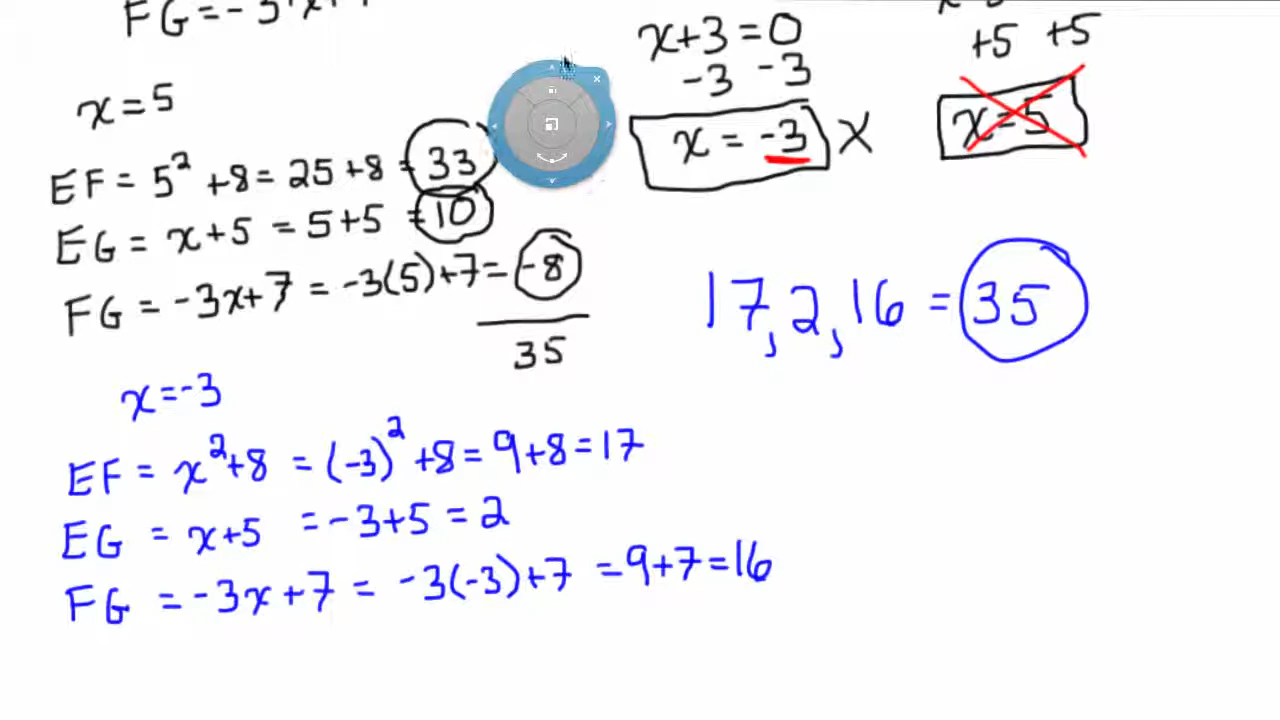 FG = -3x+7
x = 5
EF = 5² +8 = 25 +8 = 33
EG = x+5 = 5+5 = 10
FG = -3x+7 = -3(5)+7 = -8
35
x+3 = 0
-3 -3
x = -3 X
+5 +5
x=5
17, 2, 16 = 35
x = -3
EF = x²+8 = (-3)² +8 = 9+8 = 17
EG = x+5 = -3+5 = 2
FG = -3x+7 = -3(-3)+7 = 9+7 = 16